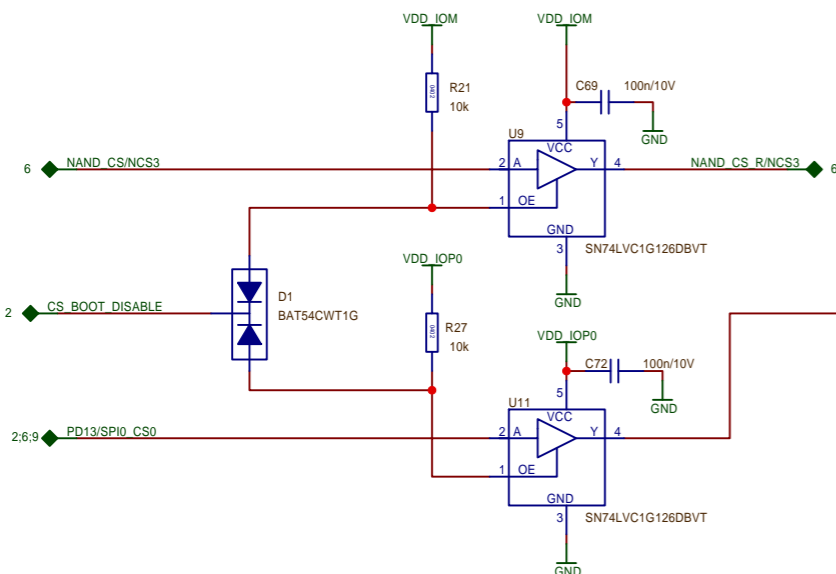 VDD_IOM VDD_IOM
R21
0402
10k
C69 100n/10V
GND
5
U9
VCC
6 NAND_CS/NCS3 2 A Y 4 NAND_CS_R/NCS3 6
1 OE
GND
3 SN74LVC1G126DBVT
GND
2 CS_BOOT_DISABLE
D1
BAT54CWT1G
VDD_IOP0
R27
0402
10k
VDD_IOP0
C72 100n/10V
GND
5
U11
VCC
2;6;9 PD13/SPI0_CS0 2 A Y 4
1 OE
GND
3 SN74LVC1G126DBVT
GND